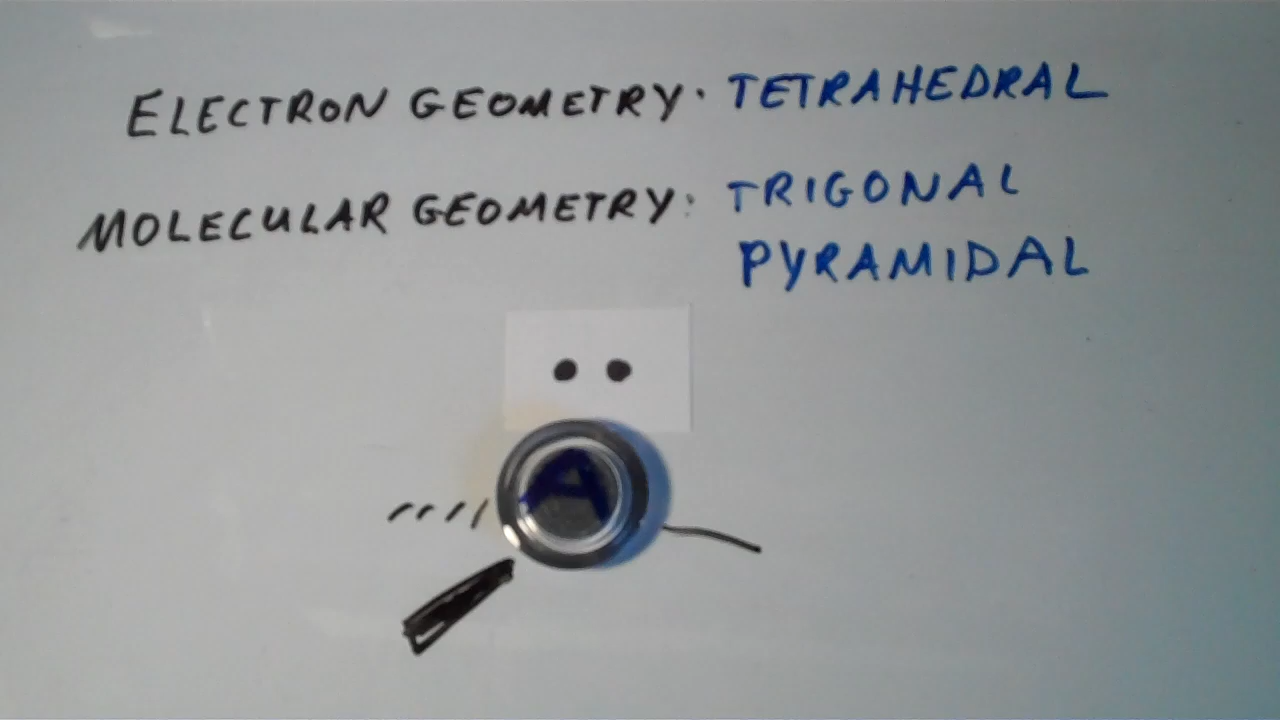 ELECTRON GEOMETRY: TETRAHEDRAL
MOLECULAR GEOMETRY: TRIGONAL
PYRAMIDAL
A